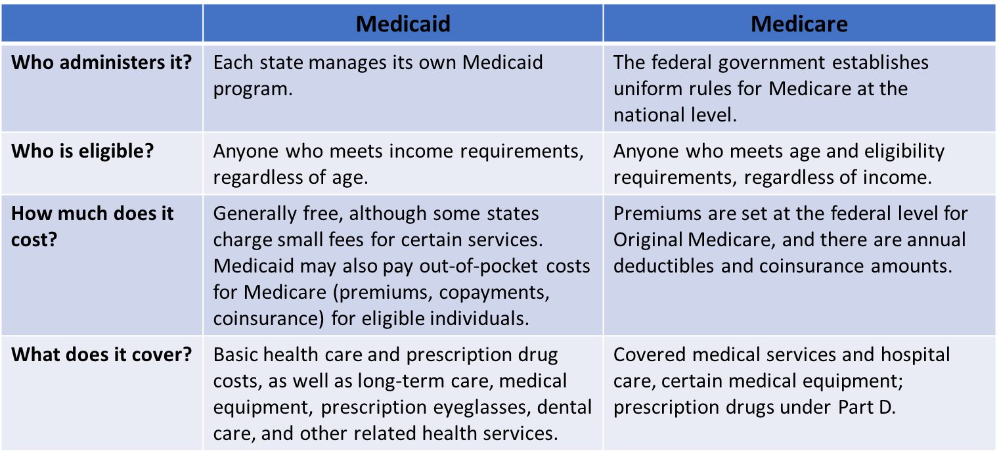 Medicaid
Medicare
Who administers it?
Each state manages its own Medicaid
program.
The federal government establishes
uniform rules for Medicare at the
national level.
Who is eligible?
Anyone who meets income requirements,
regardless of age.
Anyone who meets age and eligibility
requirements, regardless of income.
How much does it
cost?
Generally free, although some states
charge small fees for certain services.
Medicaid may also pay out-of-pocket costs
for Medicare (premiums, copayments,
coinsurance) for eligible individuals.
Premiums are set at the federal level for
Original Medicare, and there are annual
deductibles and coinsurance amounts.
What does it cover?
Basic health care and prescription drug
costs, as well as long-term care, medical
equipment, prescription eyeglasses, dental
care, and other related health services.
Covered medical services and hospital
care, certain medical equipment;
prescription drugs under Part D.